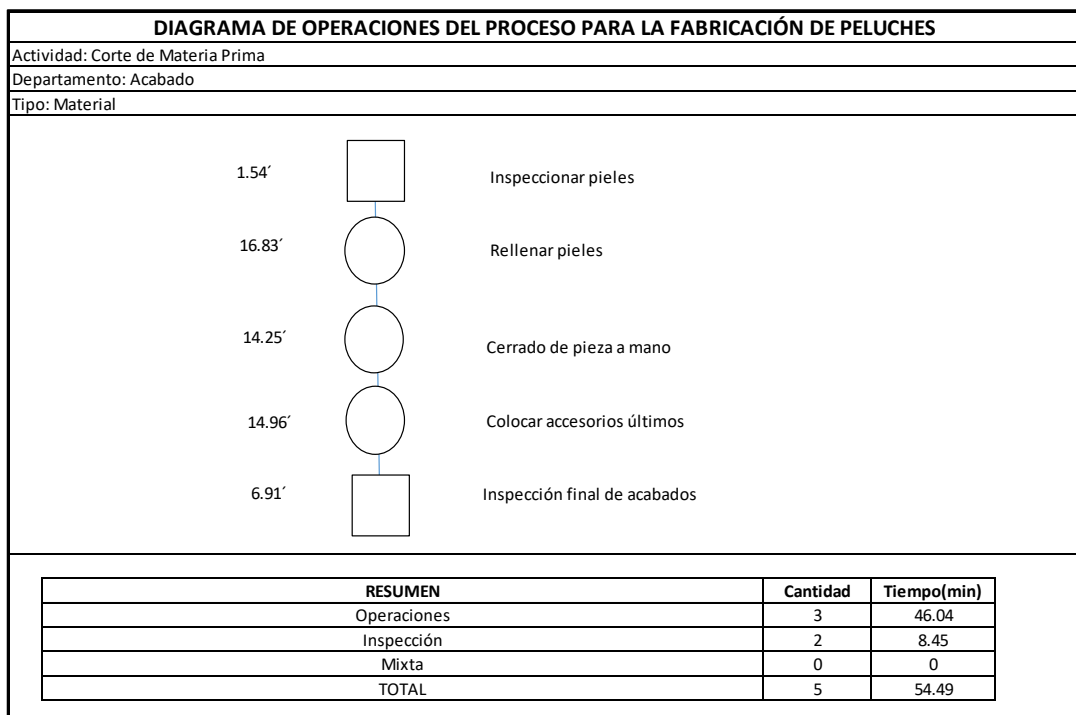 DIAGRAMA DE OPERACIONES DEL PROCESO PARA LA FABRICACIÓN DE PELUCHES
Actividad: Corte de Materia Prima
Departamento: Acabado
Tipo: Material
1.54´ Inspeccionar pieles
16.83´ Rellenar pieles
14.25´ Cerrado de pieza a mano
14.96´ Colocar accesorios últimos
6.91´ Inspección final de acabados
RESUMEN Cantidad Tiempo(min)
Operaciones 3 46.04
Inspección 2 8.45
Mixta 0 0
TOTAL 5 54.49